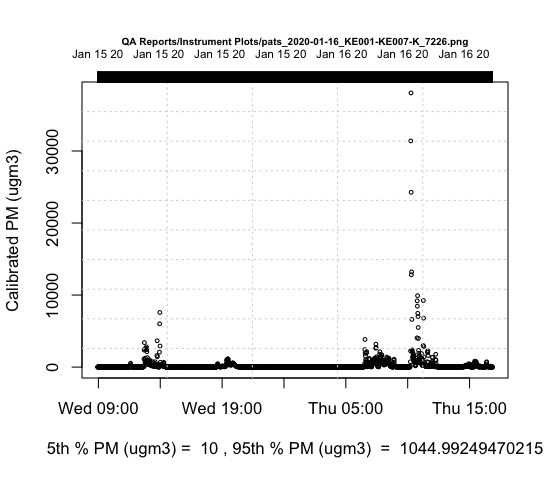 QA Reports/Instrument Plots/pats_2020-01-16_KE001-KE007-K_7226.png
Jan 15 20 Jan 15 20 Jan 15 20 Jan 15 20 Jan 16 20 Jan 16 20 Jan 16 20
Calibrated PM (ugm3)
30000
20000
10000
0
Wed 09:00 Wed 19:00 Thu 05:00 Thu 15:00
5th % PM (ugm3) = 10 , 95th % PM (ugm3) = 1044.99249470215